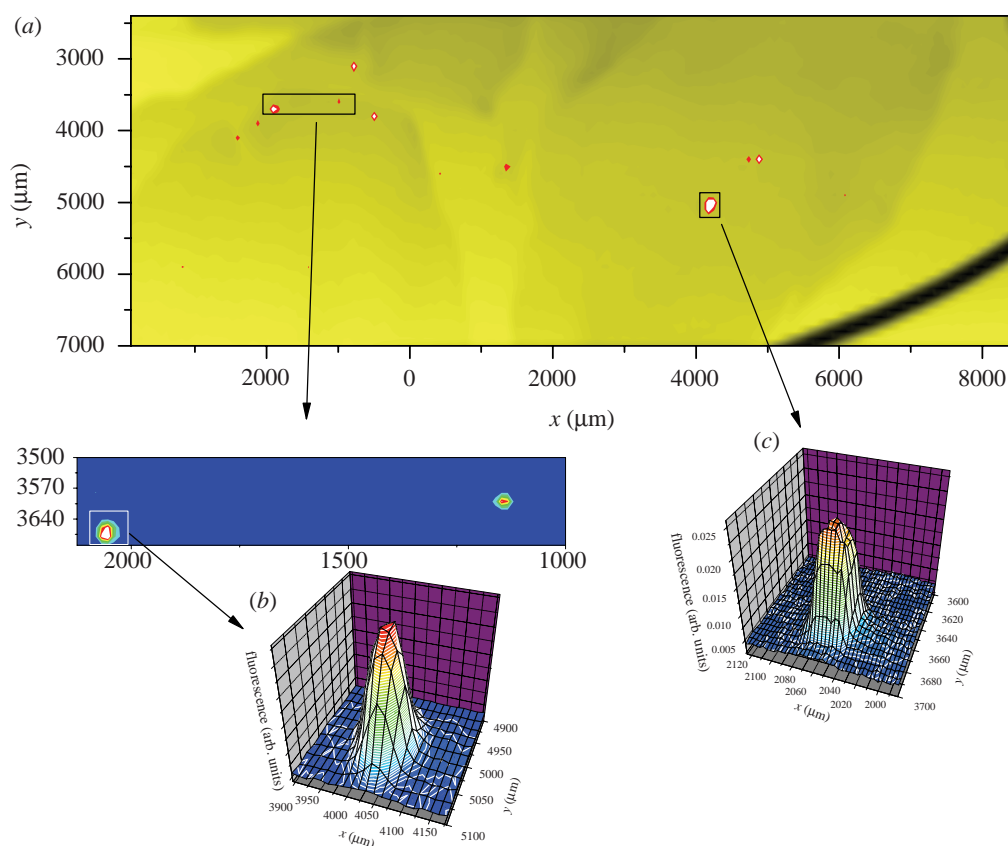 (a)
3000
4000
5000
6000
7000
y (μm)
2000 0 2000 4000 6000 8000
x (μm)
3500
3570
3640
2000 1500 1000
(b)
fluorescence (arb. units)
3900 3950 4000 4050 4100 4150
x (μm)
4900
4950
5000
5050
5100
y (μm)
(c)
0.025
0.020
0.015
0.010
0.005
fluorescence (arb. units)
2120 2100 2080 2060 2040 2020 2000
x (μm)
3600
3620
3640
3660
3680
3700
y (μm)